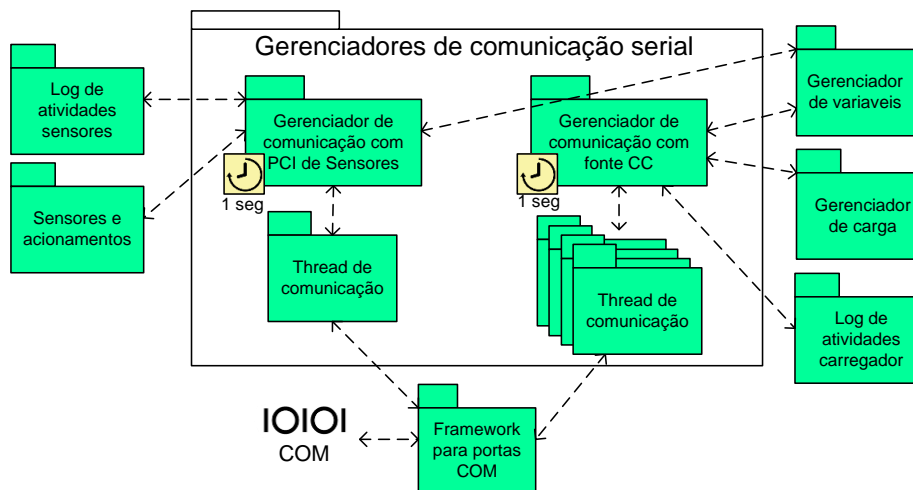 Gerenciadores de comunicação serial
Log de
atividades
sensores
Gerenciador de
comunicação com
PCI de Sensores
1 seg
Gerenciador de
comunicação com
fonte CC
1 seg
Gerenciador
de variaveis
Sensores e
acionamentos
Gerenciador
de carga
Thread de
comunicação
Thread de
comunicação
Log de
atividades
carregador
IOIOI
COM
Framework
para portas
COM